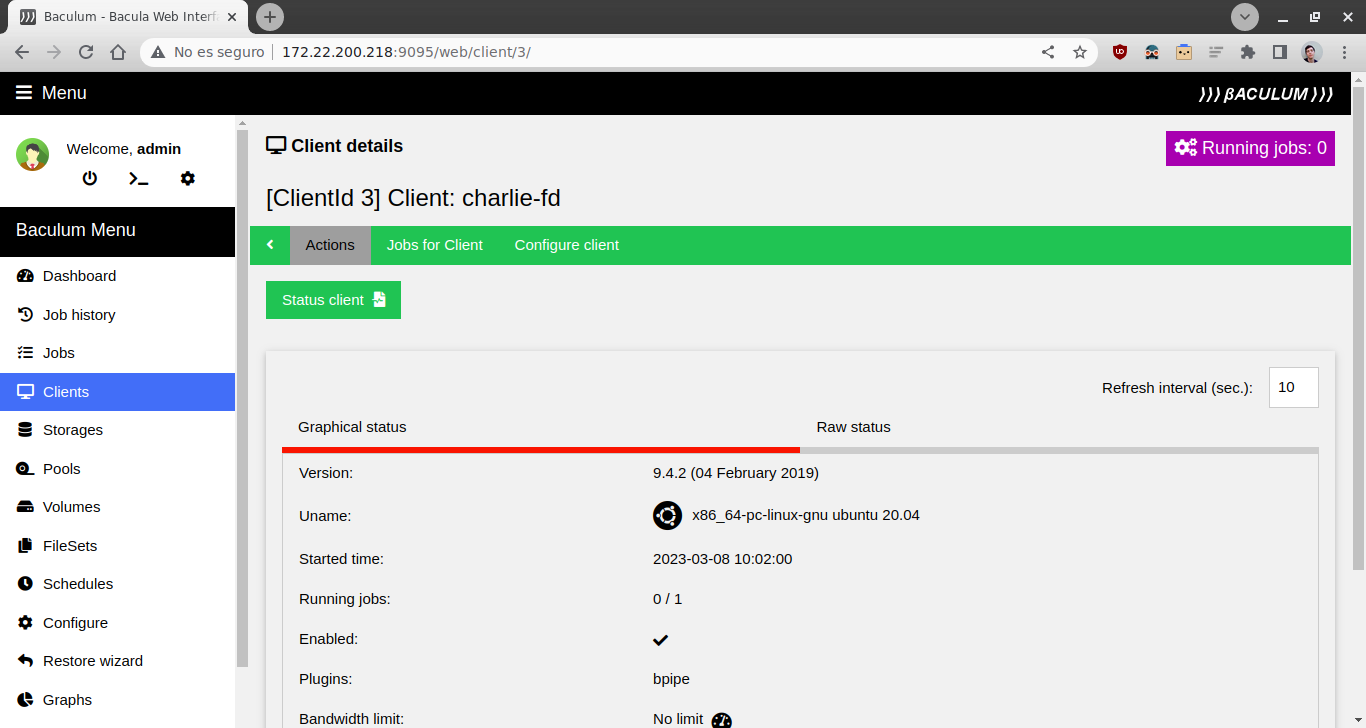 Baculum - Bacula Web Interf
No es seguro 172.22.200.218:9095/web/client/3/
Menu
βACULUM
Welcome, admin
Baculum Menu
Dashboard
Job history
Jobs
Clients
Storages
Pools
Volumes
FileSets
Schedules
Configure
Restore wizard
Graphs
Client details
Running jobs: 0
[ClientId 3] Client: charlie-fd
Actions Jobs for Client Configure client
Status client
Refresh interval (sec.): 10
Graphical status Raw status
Version: 9.4.2 (04 February 2019)
Uname: x86_64-pc-linux-gnu ubuntu 20.04
Started time: 2023-03-08 10:02:00
Running jobs: 0 / 1
Enabled:
Plugins: bpipe
Bandwidth limit: No limit